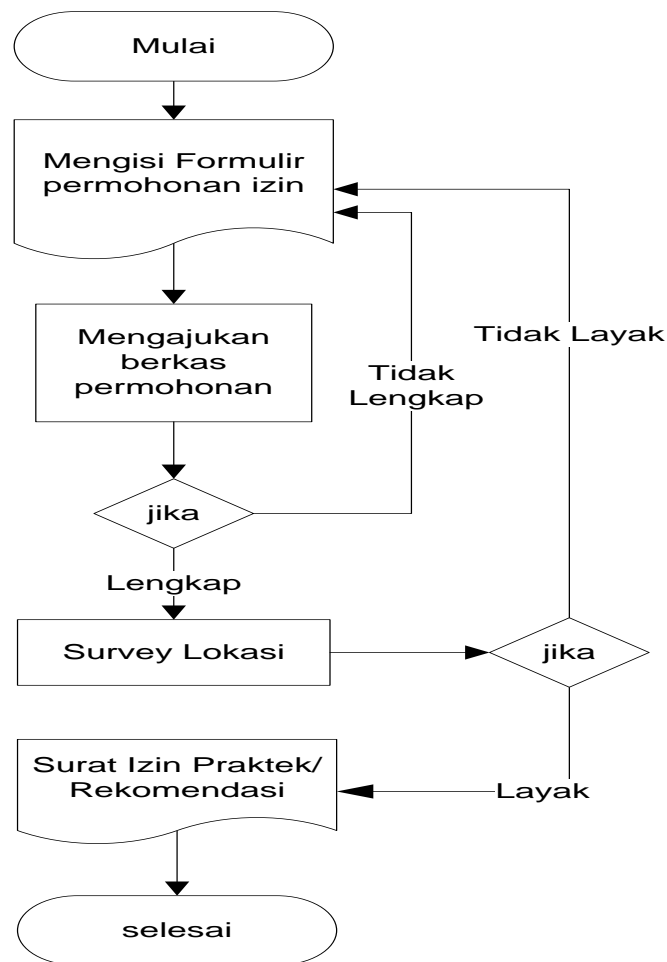 Mulai
Mengisi Formulir
permohonan izin
Mengajukan
berkas
permohonan
Tidak
Lengkap
Tidak Layak
jika
Lengkap
Survey Lokasi
jika
Surat Izin Praktek/
Rekomendasi
Layak
selesai